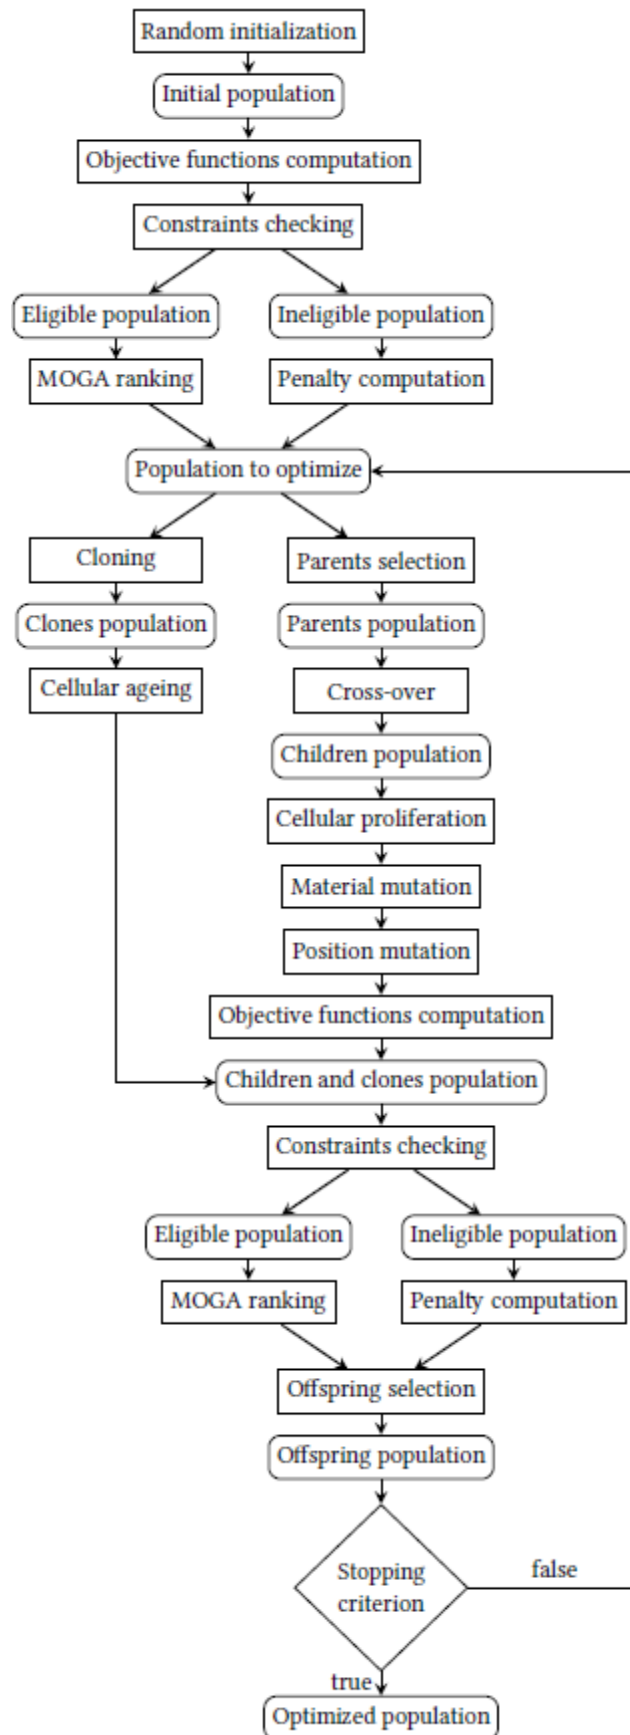 Random initialization
Initial population
Objective functions computation
Constraints checking
Eligible population
Ineligible population
MOGA ranking
Penalty computation
Population to optimize
Cloning
Parents selection
Clones population
Parents population
Cellular ageing
Cross-over
Children population
Cellular proliferation
Material mutation
Position mutation
Objective functions computation
Children and clones population
Constraints checking
Eligible population
Ineligible population
MOGA ranking
Penalty computation
Offspring selection
Offspring population
Stopping
criterion
false
true
Optimized population